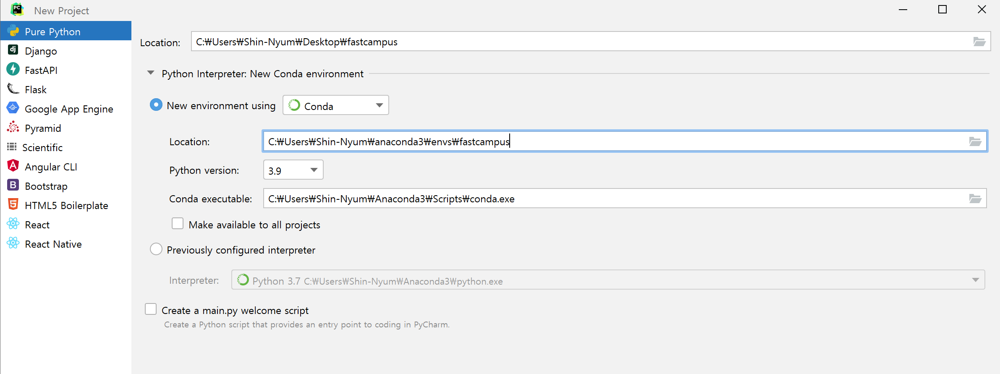 New Project
Pure Python
Django
FastAPI
Flask
Google App Engine
Pyramid
Scientific
Angular CLI
Bootstrap
HTML5 Boilerplate
React
React Native
Location: C:₩Users₩Shin-Nyum₩Desktop₩fastcampus
Python Interpreter: New Conda environment
New environment using Conda
Location: C:₩Users₩Shin-Nyum₩anaconda3₩envs₩fastcampus
Python version: 3.9
Conda executable: C:₩Users₩Shin-Nyum₩Anaconda3₩Scripts₩conda.exe
Make available to all projects
Previously configured interpreter
Interpreter: Python 3.7 C:₩Users₩Shin-Nyum₩Anaconda3₩python.exe
Create a main.py welcome script
Create a Python script that provides an entry point to coding in PyCharm.